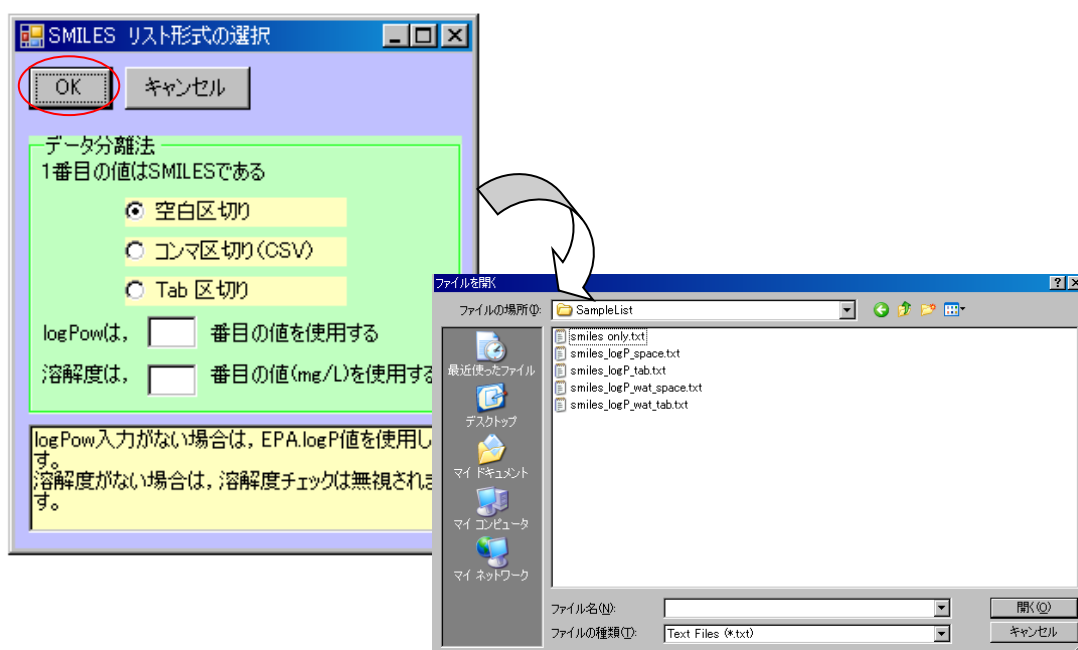 SMILES リスト形式の選択
OK
キャンセル
データ分離法
1番目の値はSMILESである
空白区切り
コンマ区切り(CSV)
Tab 区切り
logPowは, 番目の値を使用する
溶解度は, 番目の値(mg/L)を使用する
logPow入力がない場合は, EPA.logP値を使用し
す。
溶解度がない場合は, 溶解度チェックは無視されま
す。
ファイルを開く
ファイルの場所(I):
SampleList
smiles only.txt
smiles_logP_space.txt
smiles_logP_tab.txt
smiles_logP_wat_space.txt
smiles_logP_wat_tab.txt
最近使ったファイル
デスクトップ
マイ ドキュメント
マイ コンピュータ
マイ ネットワーク
ファイル名(N):
開く(O)
ファイルの種類(T):
Text Files (*.txt)
キャンセル